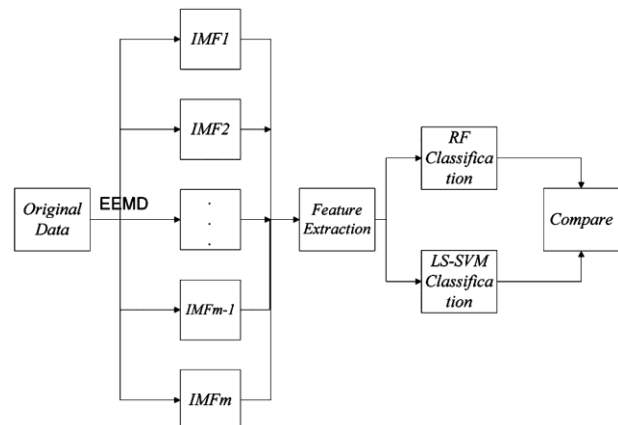 IMF1
IMF2
Original
Data
EEMD
.
.
.
IMFm-1
IMFm
Feature
Extraction
RF
Classifica
tion
LS-SVM
Classifica
tion
Compare